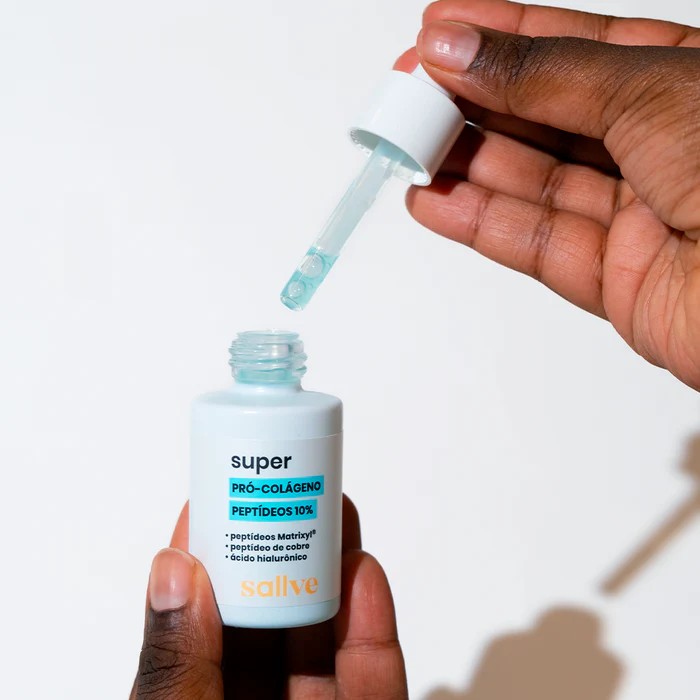 super
PRÓ-COLÁGENO
PEPTÍDEOS 10%
• peptídeos Matrixyl®
• peptídeo de cobre
• ácido hialurônico
sallve